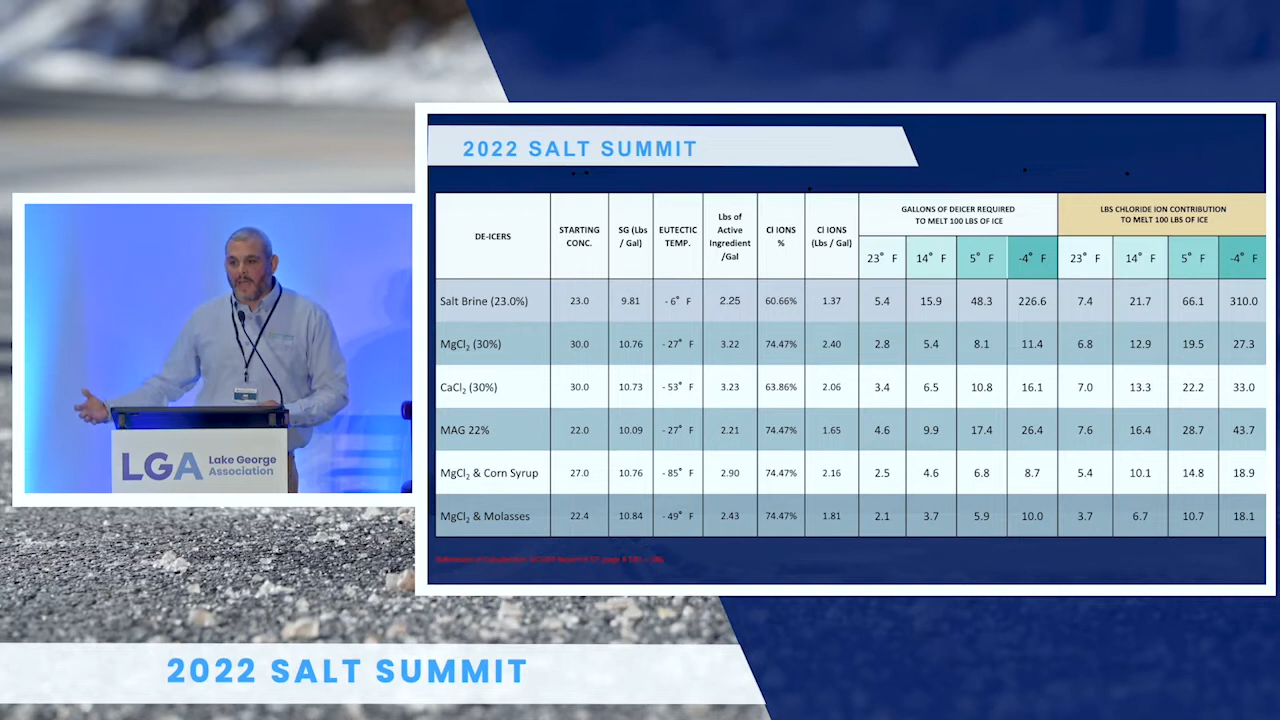 2022 SALT SUMMIT
DE-ICERS STARTING CONC. SG (Lbs / Gal) EUTECTIC TEMP. Lbs of Active Ingredient /Gal Cl IONS % Cl IONS (Lbs / Gal) GALLONS OF DEICER REQUIRED TO MELT 100 LBS OF ICE LBS CHLORIDE ION CONTRIBUTION TO MELT 100 LBS OF ICE
23° F 14° F 5° F -4° F 23° F 14° F 5° F -4° F
Salt Brine (23.0%) 23.0 9.81 - 6° F 2.25 60.66% 1.37 5.4 15.9 48.3 226.6 7.4 21.7 66.1 310.0
MgCl₂ (30%) 30.0 10.76 - 27° F 3.22 74.47% 2.40 2.8 5.4 8.1 11.4 6.8 12.9 19.5 27.3
CaCl₂ (30%) 30.0 10.73 - 53° F 3.23 63.86% 2.06 3.4 6.5 10.8 16.1 7.0 13.3 22.2 33.0
MAG 22% 22.0 10.09 - 27° F 2.21 74.47% 1.65 4.6 9.9 17.4 26.4 7.6 16.4 28.7 43.7
MgCl₂ & Corn Syrup 27.0 10.76 - 85° F 2.90 74.47% 2.16 2.5 4.6 6.8 8.7 5.4 10.1 14.8 18.9
MgCl₂ & Molasses 22.4 10.84 - 49° F 2.43 74.47% 1.81 2.1 3.7 5.9 10.0 3.7 6.7 10.7 18.1
LGA Lake George
Association
2022 SALT SUMMIT